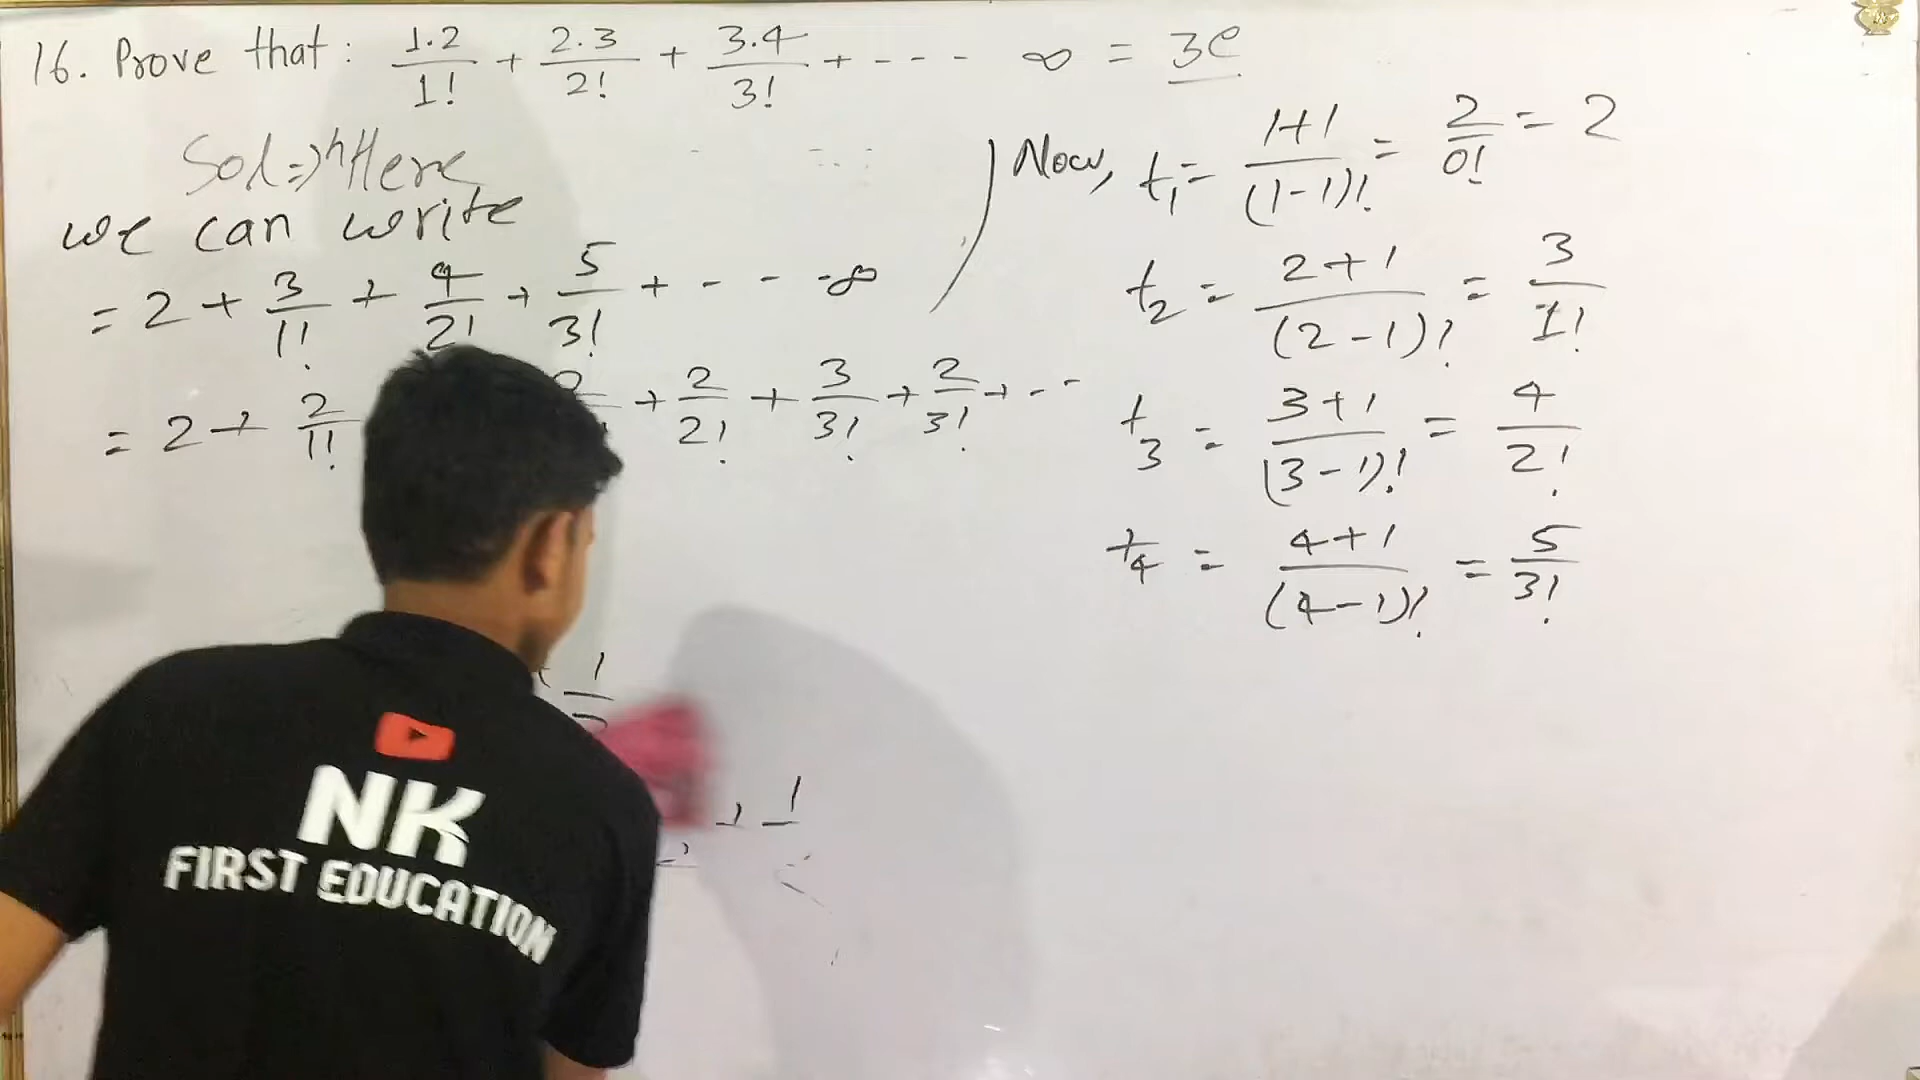 16. Prove that: 1.2/1! + 2.3/2! + 3.4/3! + - - - ∞ = 3e
Solⁿ => Here
we can write
= 2 + 3/1! + 4/2! + 5/3! + - - - ∞
= 2 + 2/1! + 2/2! + 3/3! + 2/3! + - -
Now, t₁ = 1+1/(1-1)! = 2/0! = 2
t₂ = 2+1/(2-1)! = 3/1!
t₃ = 3+1/(3-1)! = 4/2!
t₄ = 4+1/(4-1)! = 5/3!
NK
FIRST EDUCATION